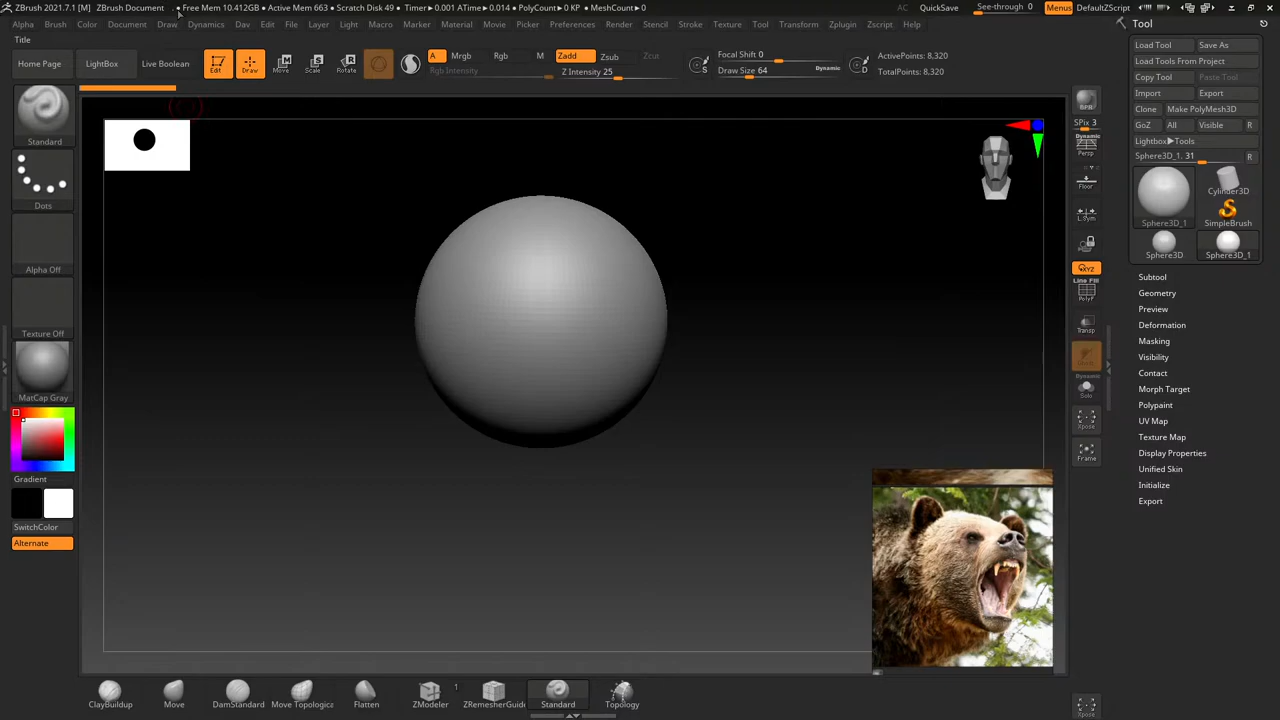 ZBrush 2021.7.1 [M] ZBrush Document • Free Mem 10.412GB • Active Mem 663 • Scratch Disk 49 • Timer▸0.001 ATime▸0.014 • PolyCount▸0 KP • MeshCount▸0 AC QuickSave See-through 0 Menus DefaultZScript
Alpha Brush Color Document Draw Dynamics Dav Edit File Layer Light Macro Marker Material Movie Picker Preferences Render Stencil Stroke Texture Tool Transform Zplugin Zscript Help
Title
Home Page LightBox Live Boolean Edit Draw Move Scale Rotate
A Mrgb Rgb M Zadd Zsub Zcut
Rgb Intensity Z Intensity 25
Focal Shift 0
Draw Size 64 Dynamic
S
D
ActivePoints: 8,320
TotalPoints: 8,320
Standard
Dots
Alpha Off
Texture Off
MatCap Gray
Gradient
SwitchColor
Alternate
BPR
SPix 3
Dynamic
Persp
Floor
L.Sym
XYZ
Line Fill
PolyF
Transp
Dynamic
Solo
Xpose
Frame
Xpose
Tool
Load Tool Save As
Load Tools From Project
Copy Tool Paste Tool
Import Export
Clone Make PolyMesh3D
GoZ All Visible R
Lightbox▸Tools
Sphere3D_1. 31 R
Sphere3D_1 Cylinder3D
SimpleBrush
Sphere3D Sphere3D_1
Subtool
Geometry
Preview
Deformation
Masking
Visibility
Contact
Morph Target
Polypaint
UV Map
Texture Map
Display Properties
Unified Skin
Initialize
Export
ClayBuildup Move DamStandard Move Topologica Flatten ZModeler 1 ZRemesherGuide Standard Topology